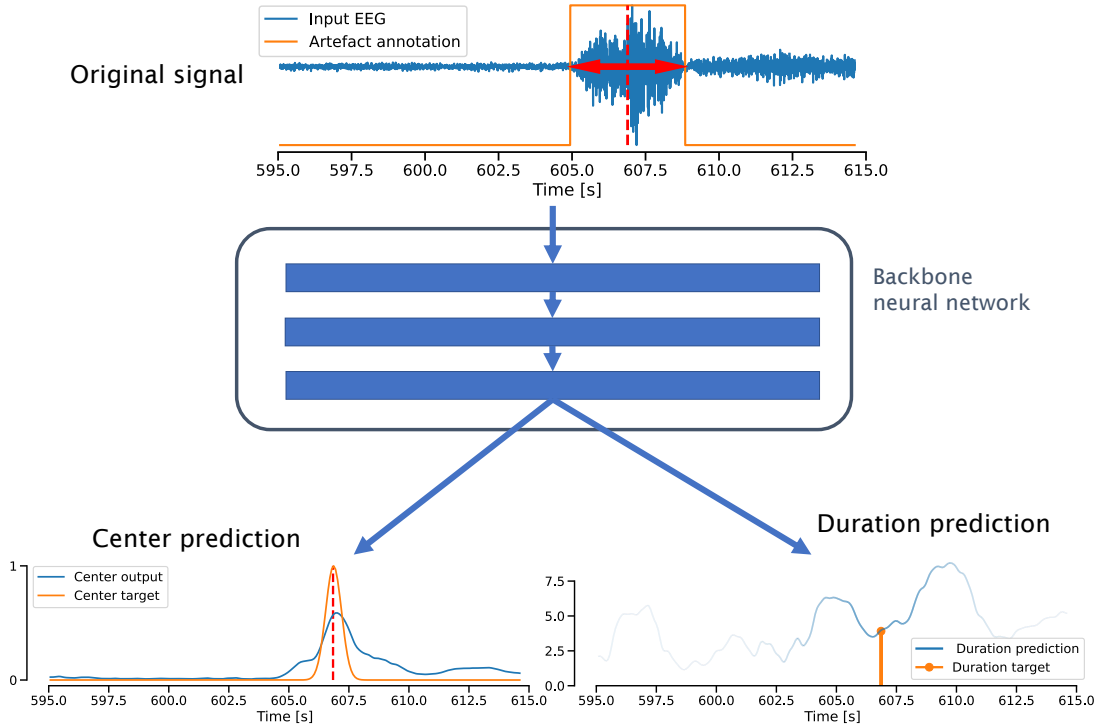 Input EEG
Artefact annotation
Original signal
595.0 597.5 600.0 602.5 605.0 607.5 610.0 612.5 615.0
Time [s]
Backbone
neural network
Center prediction
Duration prediction
1
Center output
Center target
0
595.0 597.5 600.0 602.5 605.0 607.5 610.0 612.5 615.0
Time [s]
7.5
5.0
2.5
0.0
Duration prediction
Duration target
595.0 597.5 600.0 602.5 605.0 607.5 610.0 612.5 615.0
Time [s]